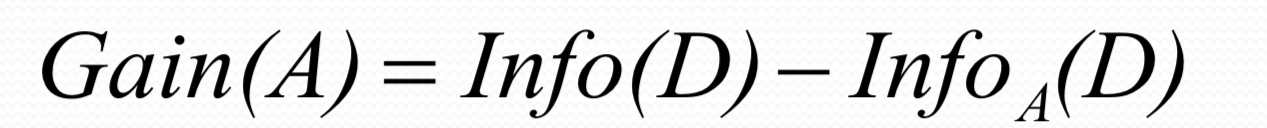 Gain(A) = Info(D) − Info_A(D)